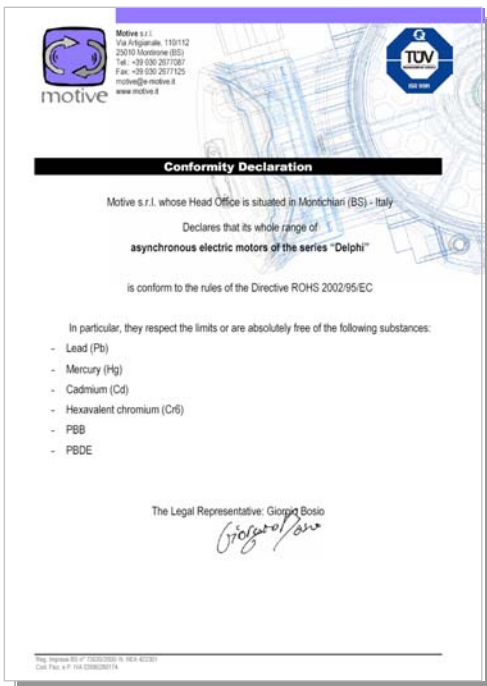 Motive s.r.l.
Via Artigianale, 110/112
25010 Montirone (BS)
Tel.: +39 030 2677087
Fax: +39 030 2677125
motive@e-motive.it
www.motive.it
motive
TÜV
ISO 9001
Conformity Declaration
Motive s.r.l. whose Head Office is situated in Montichiari (BS) - Italy
Declares that its whole range of
asynchronous electric motors of the series “Delphi”
is conform to the rules of the Directive ROHS 2002/95/EC
In particular, they respect the limits or are absolutely free of the following substances:
- Lead (Pb)
- Mercury (Hg)
- Cadmium (Cd)
- Hexavalent chromium (Cr6)
- PBB
- PBDE
The Legal Representative: Giorgio Bosio
Giorgio Bosio